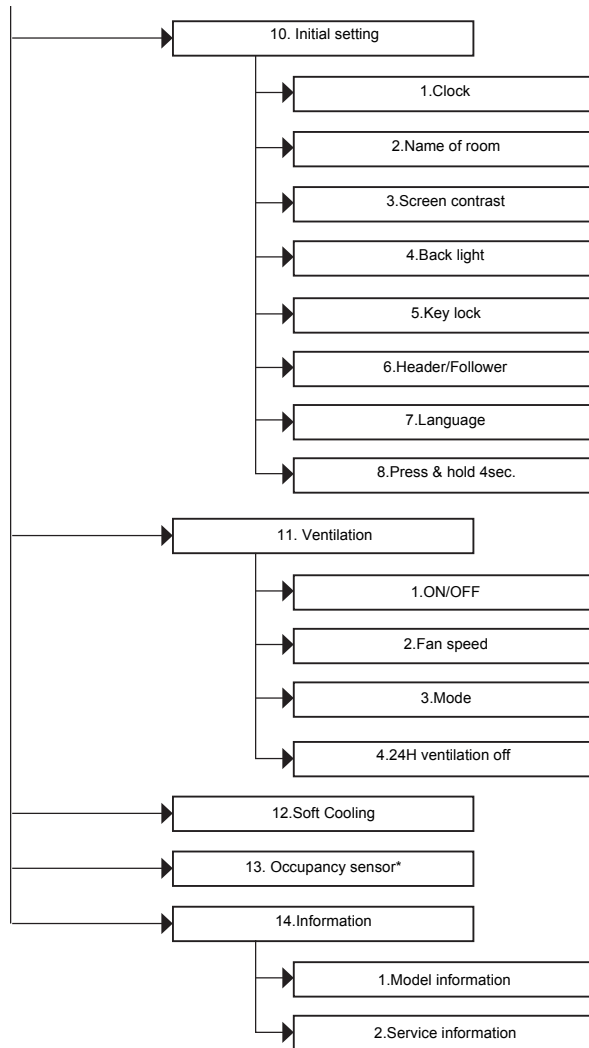 10. Initial setting
1.Clock
2.Name of room
3.Screen contrast
4.Back light
5.Key lock
6.Header/Follower
7.Language
8.Press & hold 4sec.
11. Ventilation
1.ON/OFF
2.Fan speed
3.Mode
4.24H ventilation off
12.Soft Cooling
13. Occupancy sensor*
14.Information
1.Model information
2.Service information